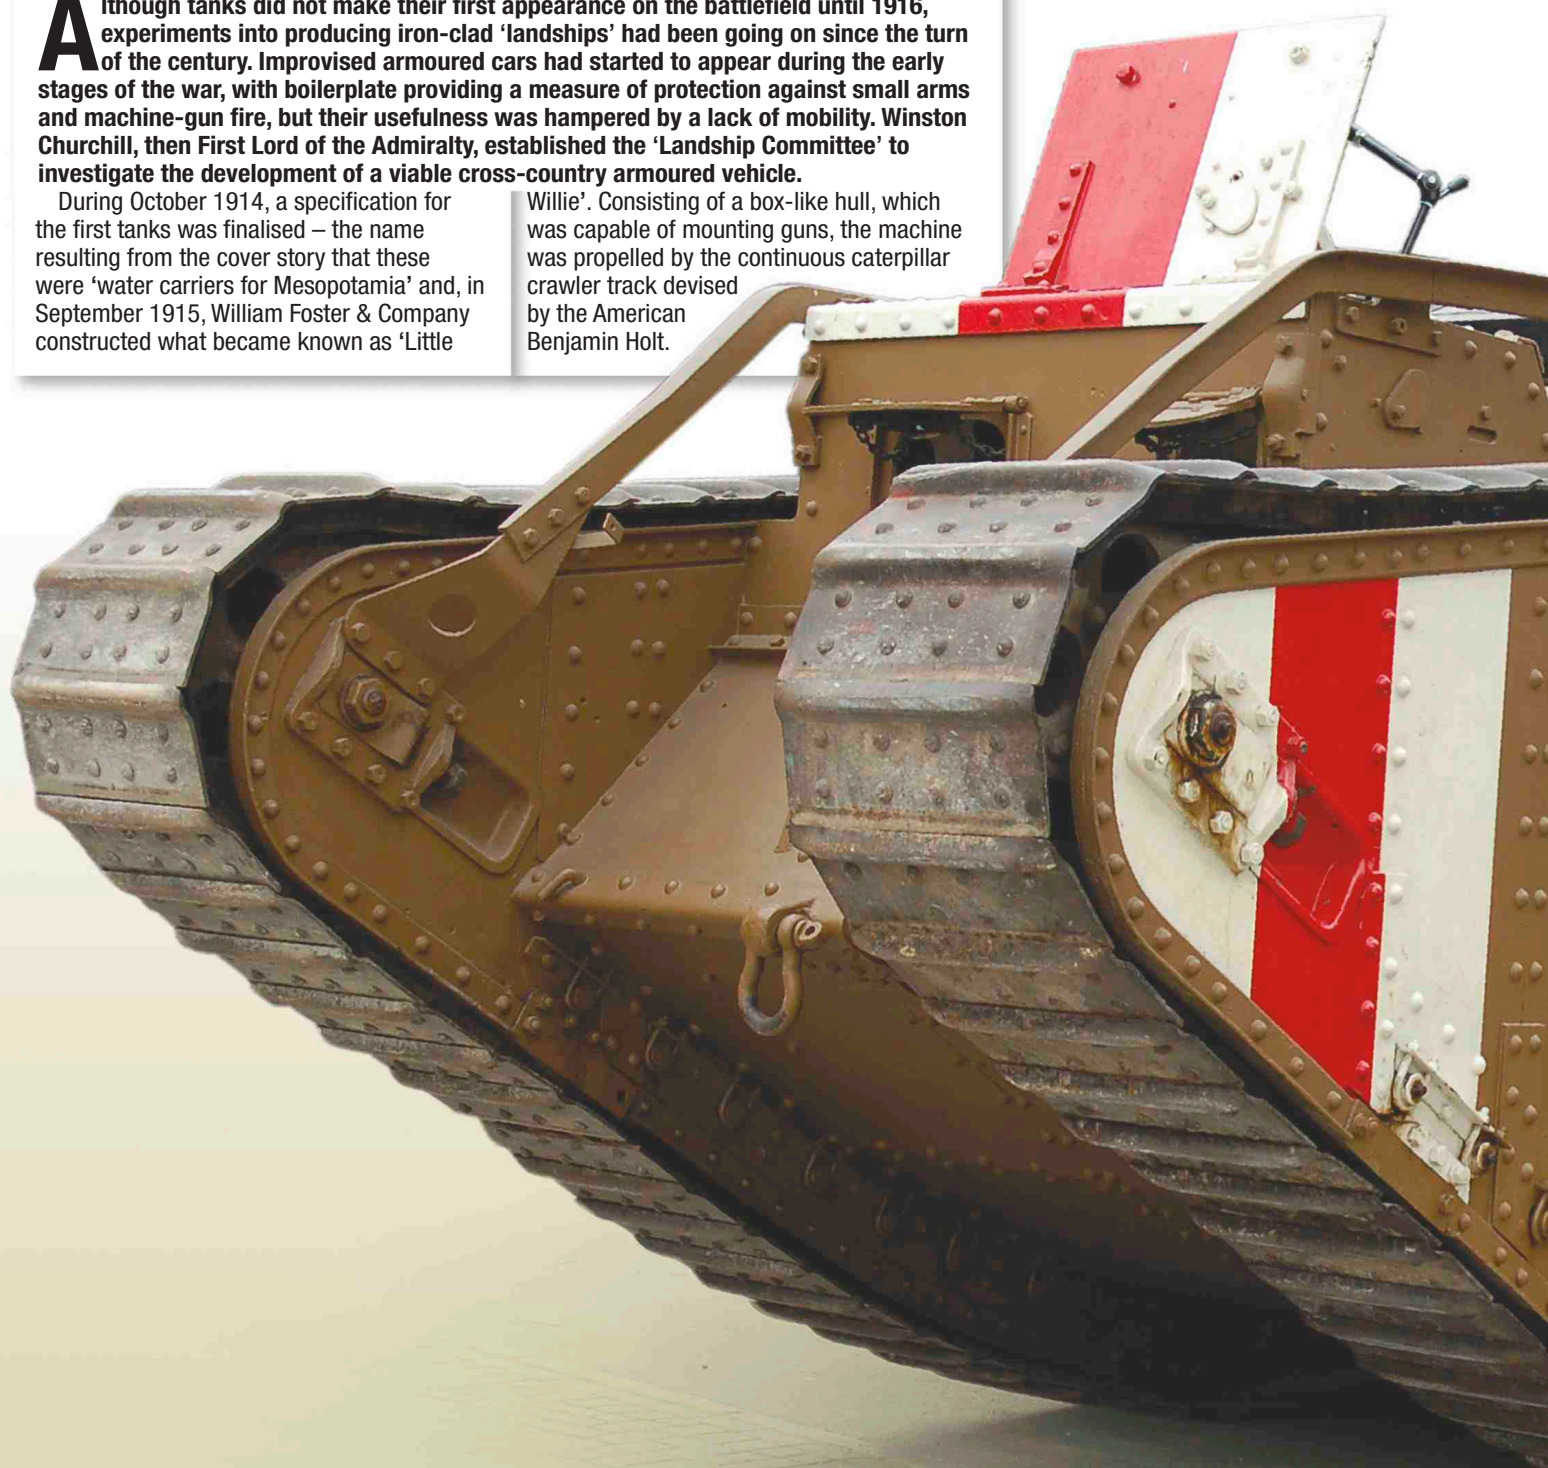 Although tanks did not make their first appearance on the battlefield until 1916,
experiments into producing iron-clad ‘landships’ had been going on since the turn
of the century. Improvised armoured cars had started to appear during the early
stages of the war, with boilerplate providing a measure of protection against small arms
and machine-gun fire, but their usefulness was hampered by a lack of mobility. Winston
Churchill, then First Lord of the Admiralty, established the ‘Landship Committee’ to
investigate the development of a viable cross-country armoured vehicle.
During October 1914, a specification for
the first tanks was finalised – the name
resulting from the cover story that these
were ‘water carriers for Mesopotamia’ and, in
September 1915, William Foster & Company
constructed what became known as ‘Little
Willie’. Consisting of a box-like hull, which
was capable of mounting guns, the machine
was propelled by the continuous caterpillar
crawler track devised
by the American
Benjamin Holt.